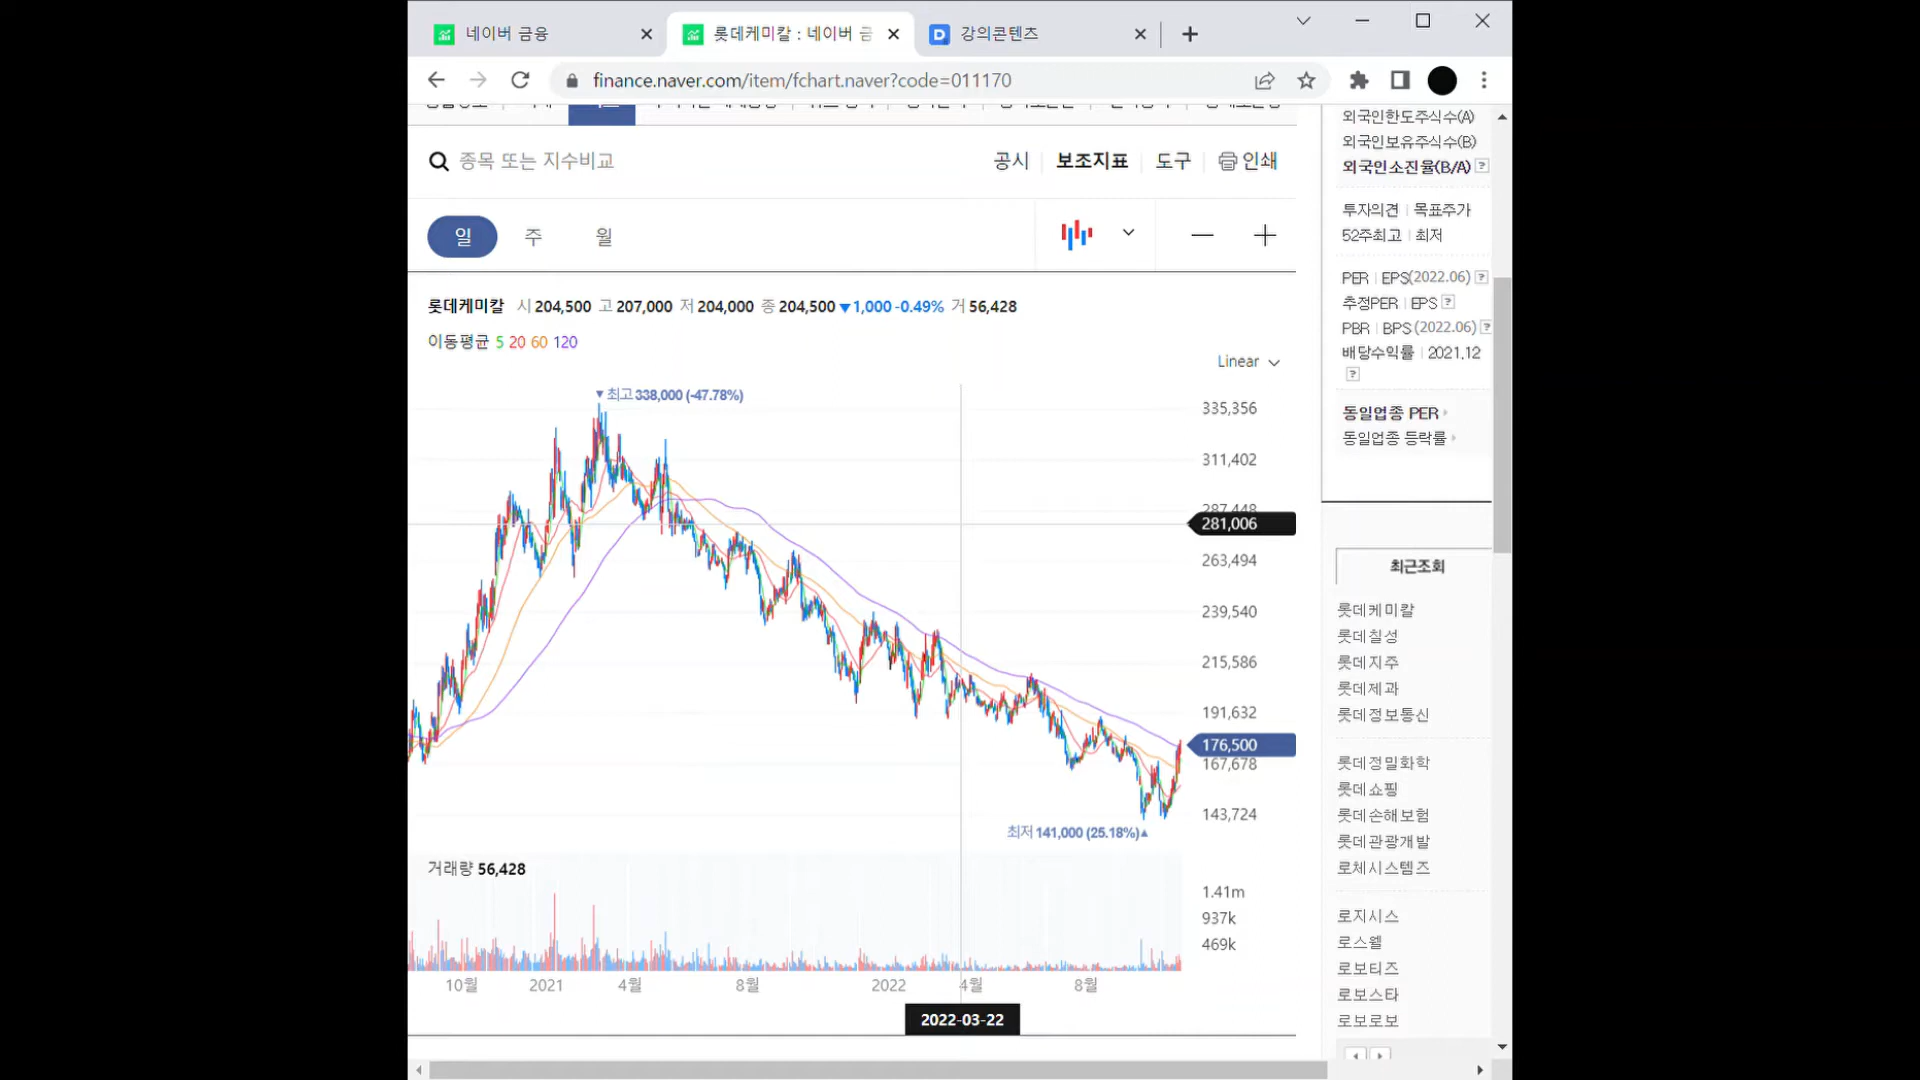 네이버 금융
롯데케미칼 : 네이버 금
강의콘텐츠
finance.naver.com/item/fchart.naver?code=011170
종목 또는 지수비교
공시 보조지표 도구 인쇄
일 주 월
롯데케미칼 시 204,500 고 207,000 저 204,000 종 204,500 ▼1,000 -0.49% 거 56,428
이동평균 5 20 60 120
Linear
▼최고 338,000 (-47.78%)
335,356
311,402
287,448
281,006
263,494
239,540
215,586
191,632
176,500
167,678
143,724
최저 141,000 (25.18%)▲
거래량 56,428
1.41m
937k
469k
10월 2021 4월 8월 2022 4월 8월
2022-03-22
외국인한도주식수(A)
외국인보유주식수(B)
외국인소진율(B/A) ?
투자의견 | 목표주가
52주최고 | 최저
PER | EPS(2022.06) ?
추정PER | EPS ?
PBR | BPS (2022.06) ?
배당수익률 | 2021.12
?
동일업종 PER
동일업종 등락률
최근조회
롯데케미칼
롯데칠성
롯데지주
롯데제과
롯데정보통신
롯데정밀화학
롯데쇼핑
롯데손해보험
롯데관광개발
로체시스템즈
로지시스
로스웰
로보티즈
로보스타
로보로보